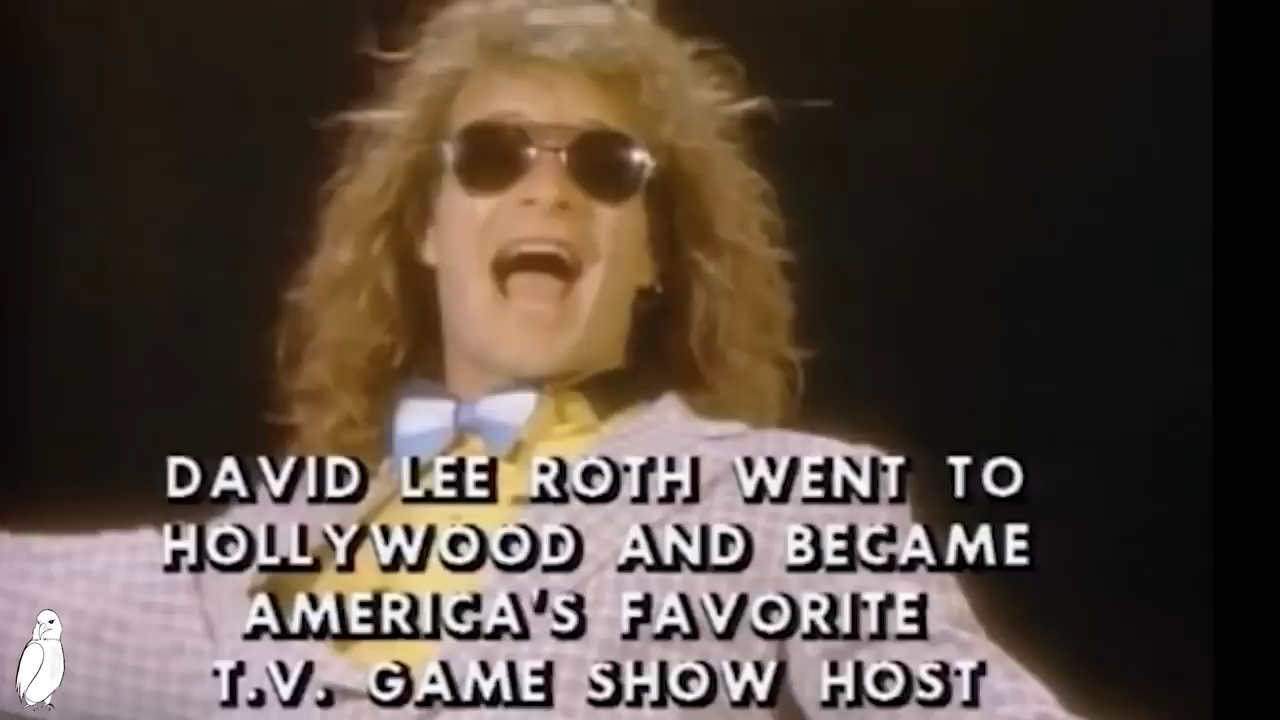 DAVID LEE ROTH WENT TO
HOLLYWOOD AND BECAME
AMERICA'S FAVORITE
T.V. GAME SHOW HOST